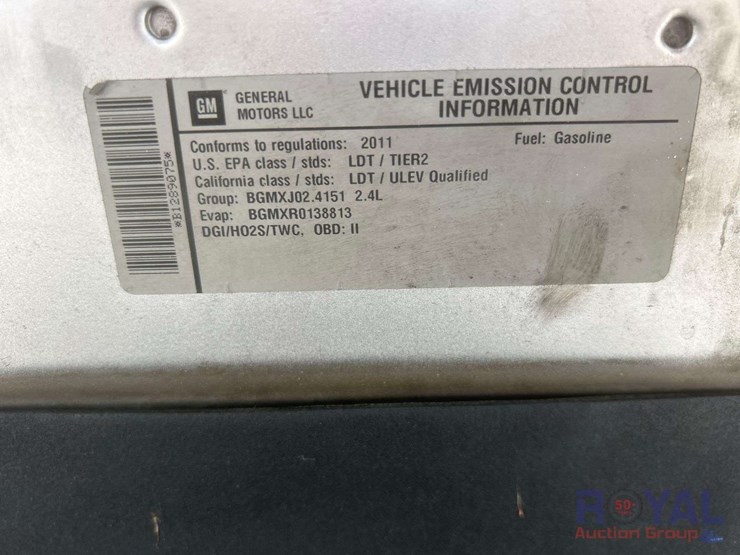 GM
GENERAL
MOTORS LLC
VEHICLE EMISSION CONTROL
INFORMATION
Conforms to regulations: 2011
Fuel: Gasoline
U.S. EPA class / stds: LDT / TIER2
California class / stds: LDT / ULEV Qualified
Group: BGMXJ02.4151 2.4L
Evap: BGMXR0138813
DGI/HO2S/TWC, OBD: II
*B1289075*
ROYAL
Auction Group